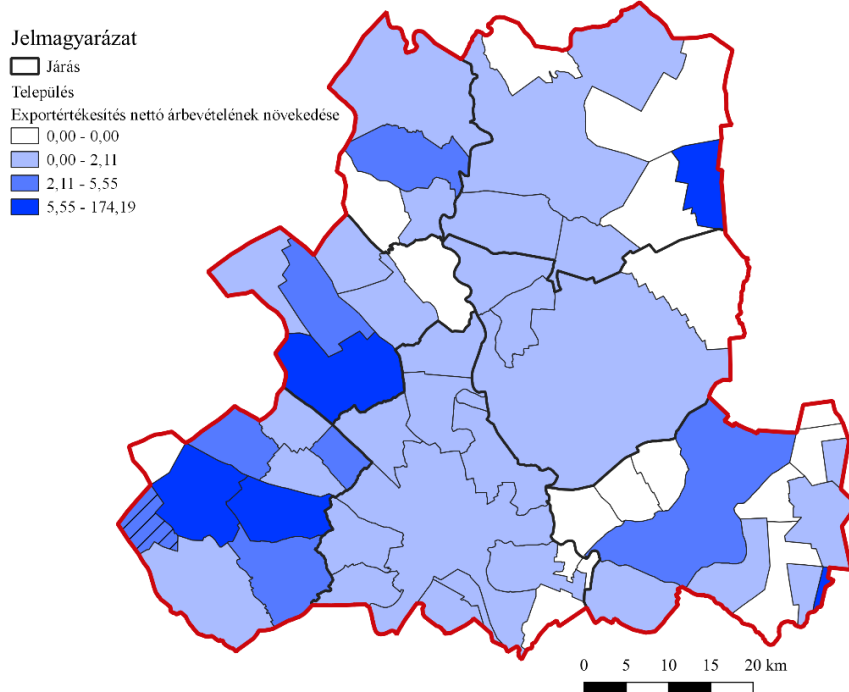 Jelmagyarázat
Járás
Település
Exportértékesítés nettó árbevételének növekedése
0,00 - 0,00
0,00 - 2,11
2,11 - 5,55
5,55 - 174,19
0 5 10 15 20 km